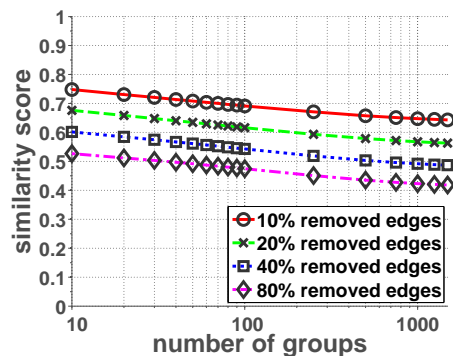 1
0.9
0.8
0.7
0.6
0.5
0.4
0.3
0.2
0.1
0
similarity score
10% removed edges
20% removed edges
40% removed edges
80% removed edges
10 100 1000
number of groups